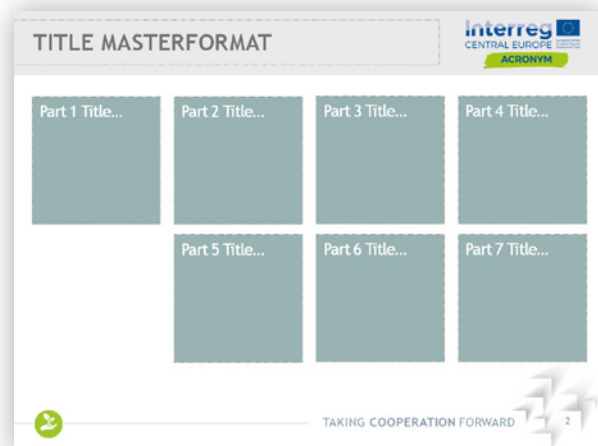 TITLE MASTERFORMAT
Interreg
CENTRAL EUROPE
ACRONYM
Part 1 Title...
Part 2 Title...
Part 3 Title...
Part 4 Title...
Part 5 Title...
Part 6 Title...
Part 7 Title...
TAKING COOPERATION FORWARD
2